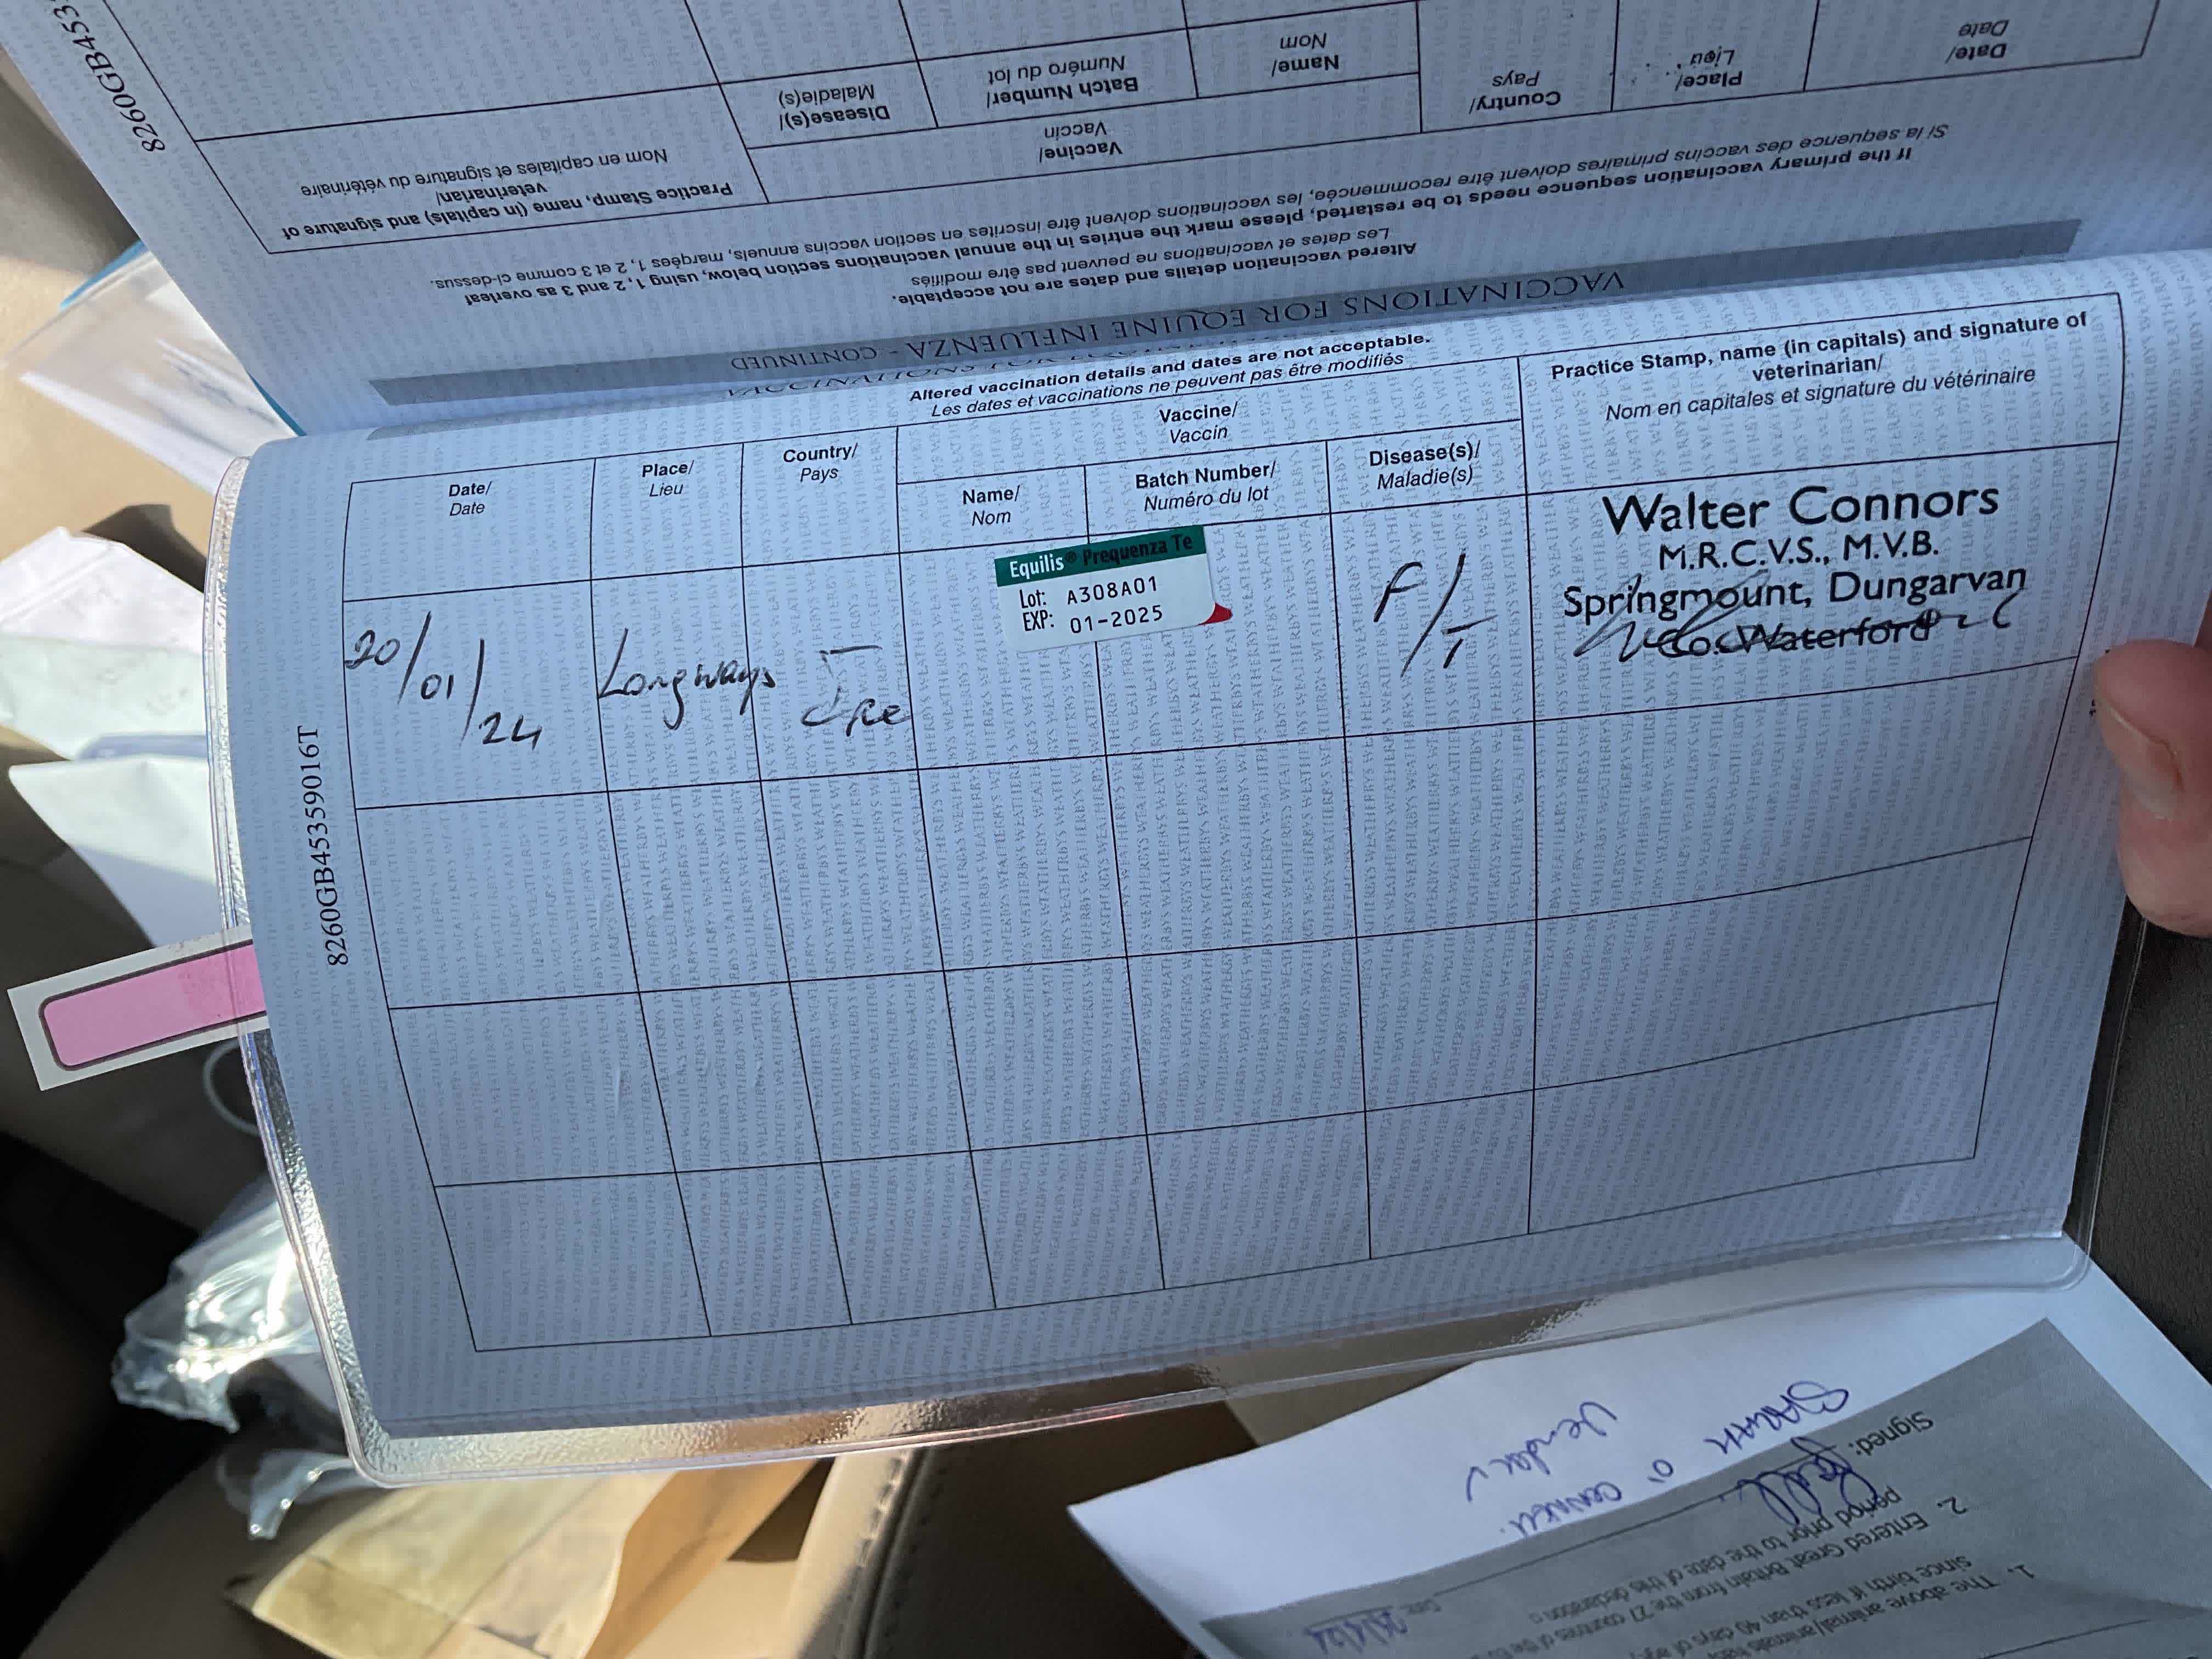 8260GB4535
Date/
Date
Place/
Lieu
Country/
Pays
Vaccine/
Vaccin
Name/
Nom
Batch Number/
Numéro du lot
Disease(s)/
Maladie(s)
Practice Stamp, name (in capitals) and signature of
veterinarian/
Nom en capitales et signature du vétérinaire
If the primary vaccination sequence needs to be restarted, please mark the entries in the annual vaccinations section below, using 1, 2 and 3 as overleaf
Si la sequence des vaccins primaires doivent être recommencée, les vaccinations doivent être inscrites en section vaccins annuels, marqées 1, 2 et 3 comme ci-dessus.
Altered vaccination details and dates are not acceptable.
Les dates et vaccinations ne peuvent pas être modifiés
VACCINATIONS FOR EQUINE INFLUENZA - CONTINUED
Altered vaccination details and dates are not acceptable.
Les dates et vaccinations ne peuvent pas être modifiés
Date/
Date
Place/
Lieu
Country/
Pays
Vaccine/
Vaccin
Name/
Nom
Batch Number/
Numéro du lot
Disease(s)/
Maladie(s)
Practice Stamp, name (in capitals) and signature of
veterinarian/
Nom en capitales et signature du vétérinaire
20/01/24
Longways
Ire
Equilis® Prequenza Te
Lot: A308A01
EXP: 01-2025
F/T
Walter Connors
M.R.C.V.S., M.V.B.
Springmount, Dungarvan
Co. Waterford
8260GB45359016T
1. The above animal/animals
since birth if less than 40 days of age
2. Entered Great Britain from the 27 countries of the
period prior to the date of this declaration
Signed:
Date:
SARAH O'
Vendor